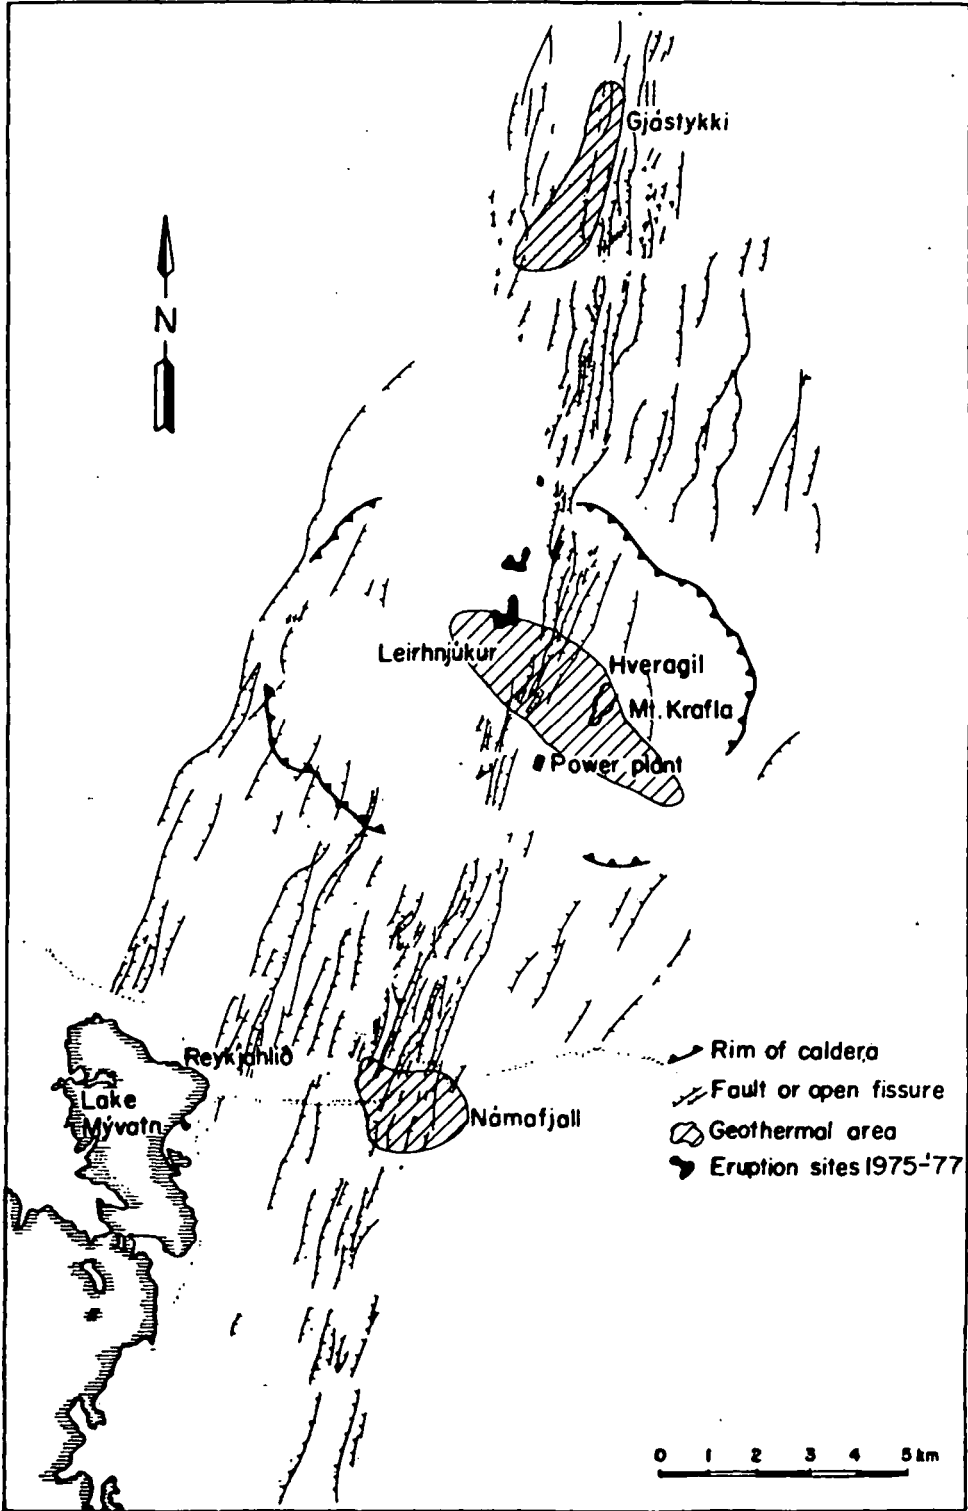 Gjástykki
N
Leirhnjúkur
Hveragil
Mt. Krafla
Power plant
Reykjahlið
Lake
Mývatn
Námafjall
Rim of caldera
Fault or open fissure
Geothermal area
Eruption sites 1975-'77
0 1 2 3 4 5 km